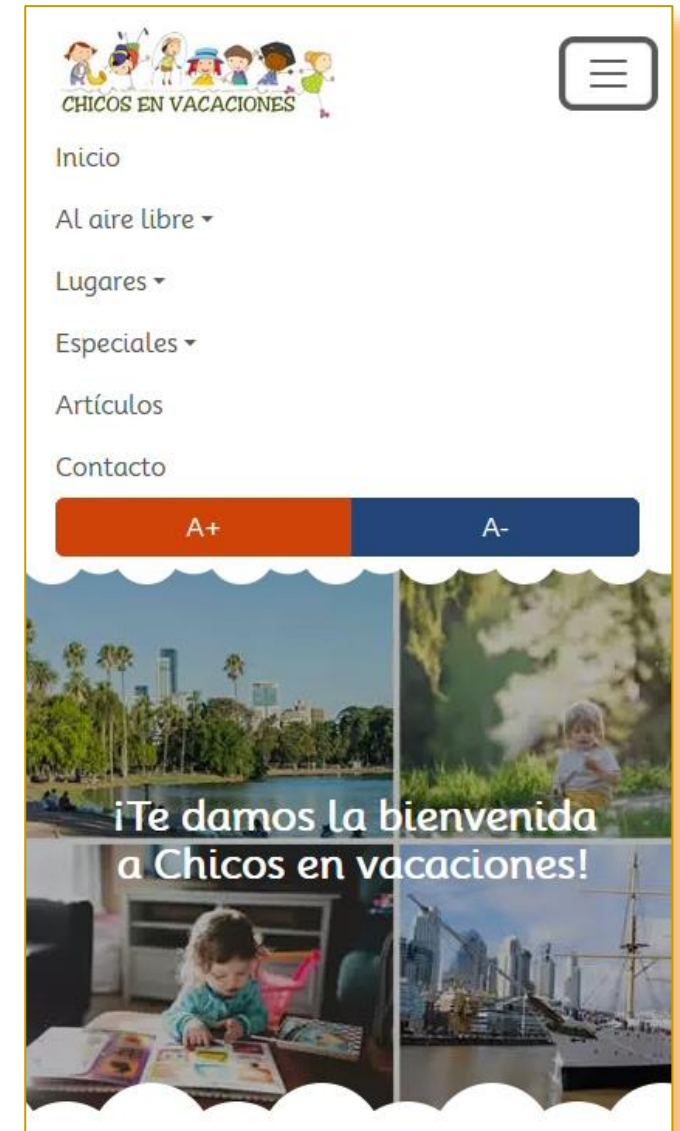 CHICOS EN VACACIONES
Inicio
Al aire libre
Lugares
Especiales
Artículos
Contacto
A+
A-
¡Te damos la bienvenida
a Chicos en vacaciones!